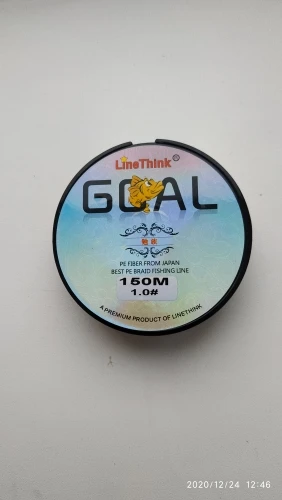 LineThink®
GOAL
PE FIBER FROM JAPAN
BEST PE BRAID FISHING LINE
150M
1.0#
A PREMIUM PRODUCT OF LINETHINK
2020/12/24 12:46